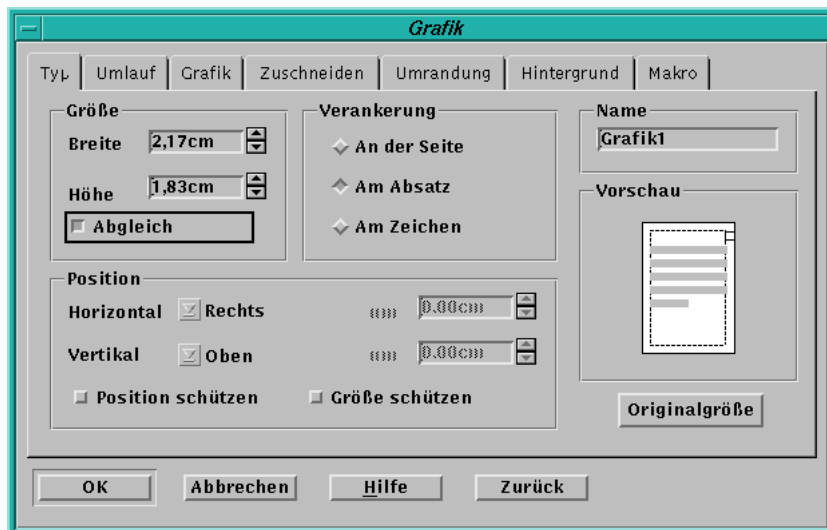 Grafik
Typ Umlauf Grafik Zuschneiden Umrandung Hintergrund Makro
Größe
Breite 2,17cm
Höhe 1,83cm
Abgleich
Verankerung
An der Seite
Am Absatz
Am Zeichen
Name
Grafik1
Vorschau
Position
Horizontal Rechts um 0.00cm
Vertikal Oben um 0.00cm
Position schützen Größe schützen
Originalgröße
OK Abbrechen Hilfe Zurück